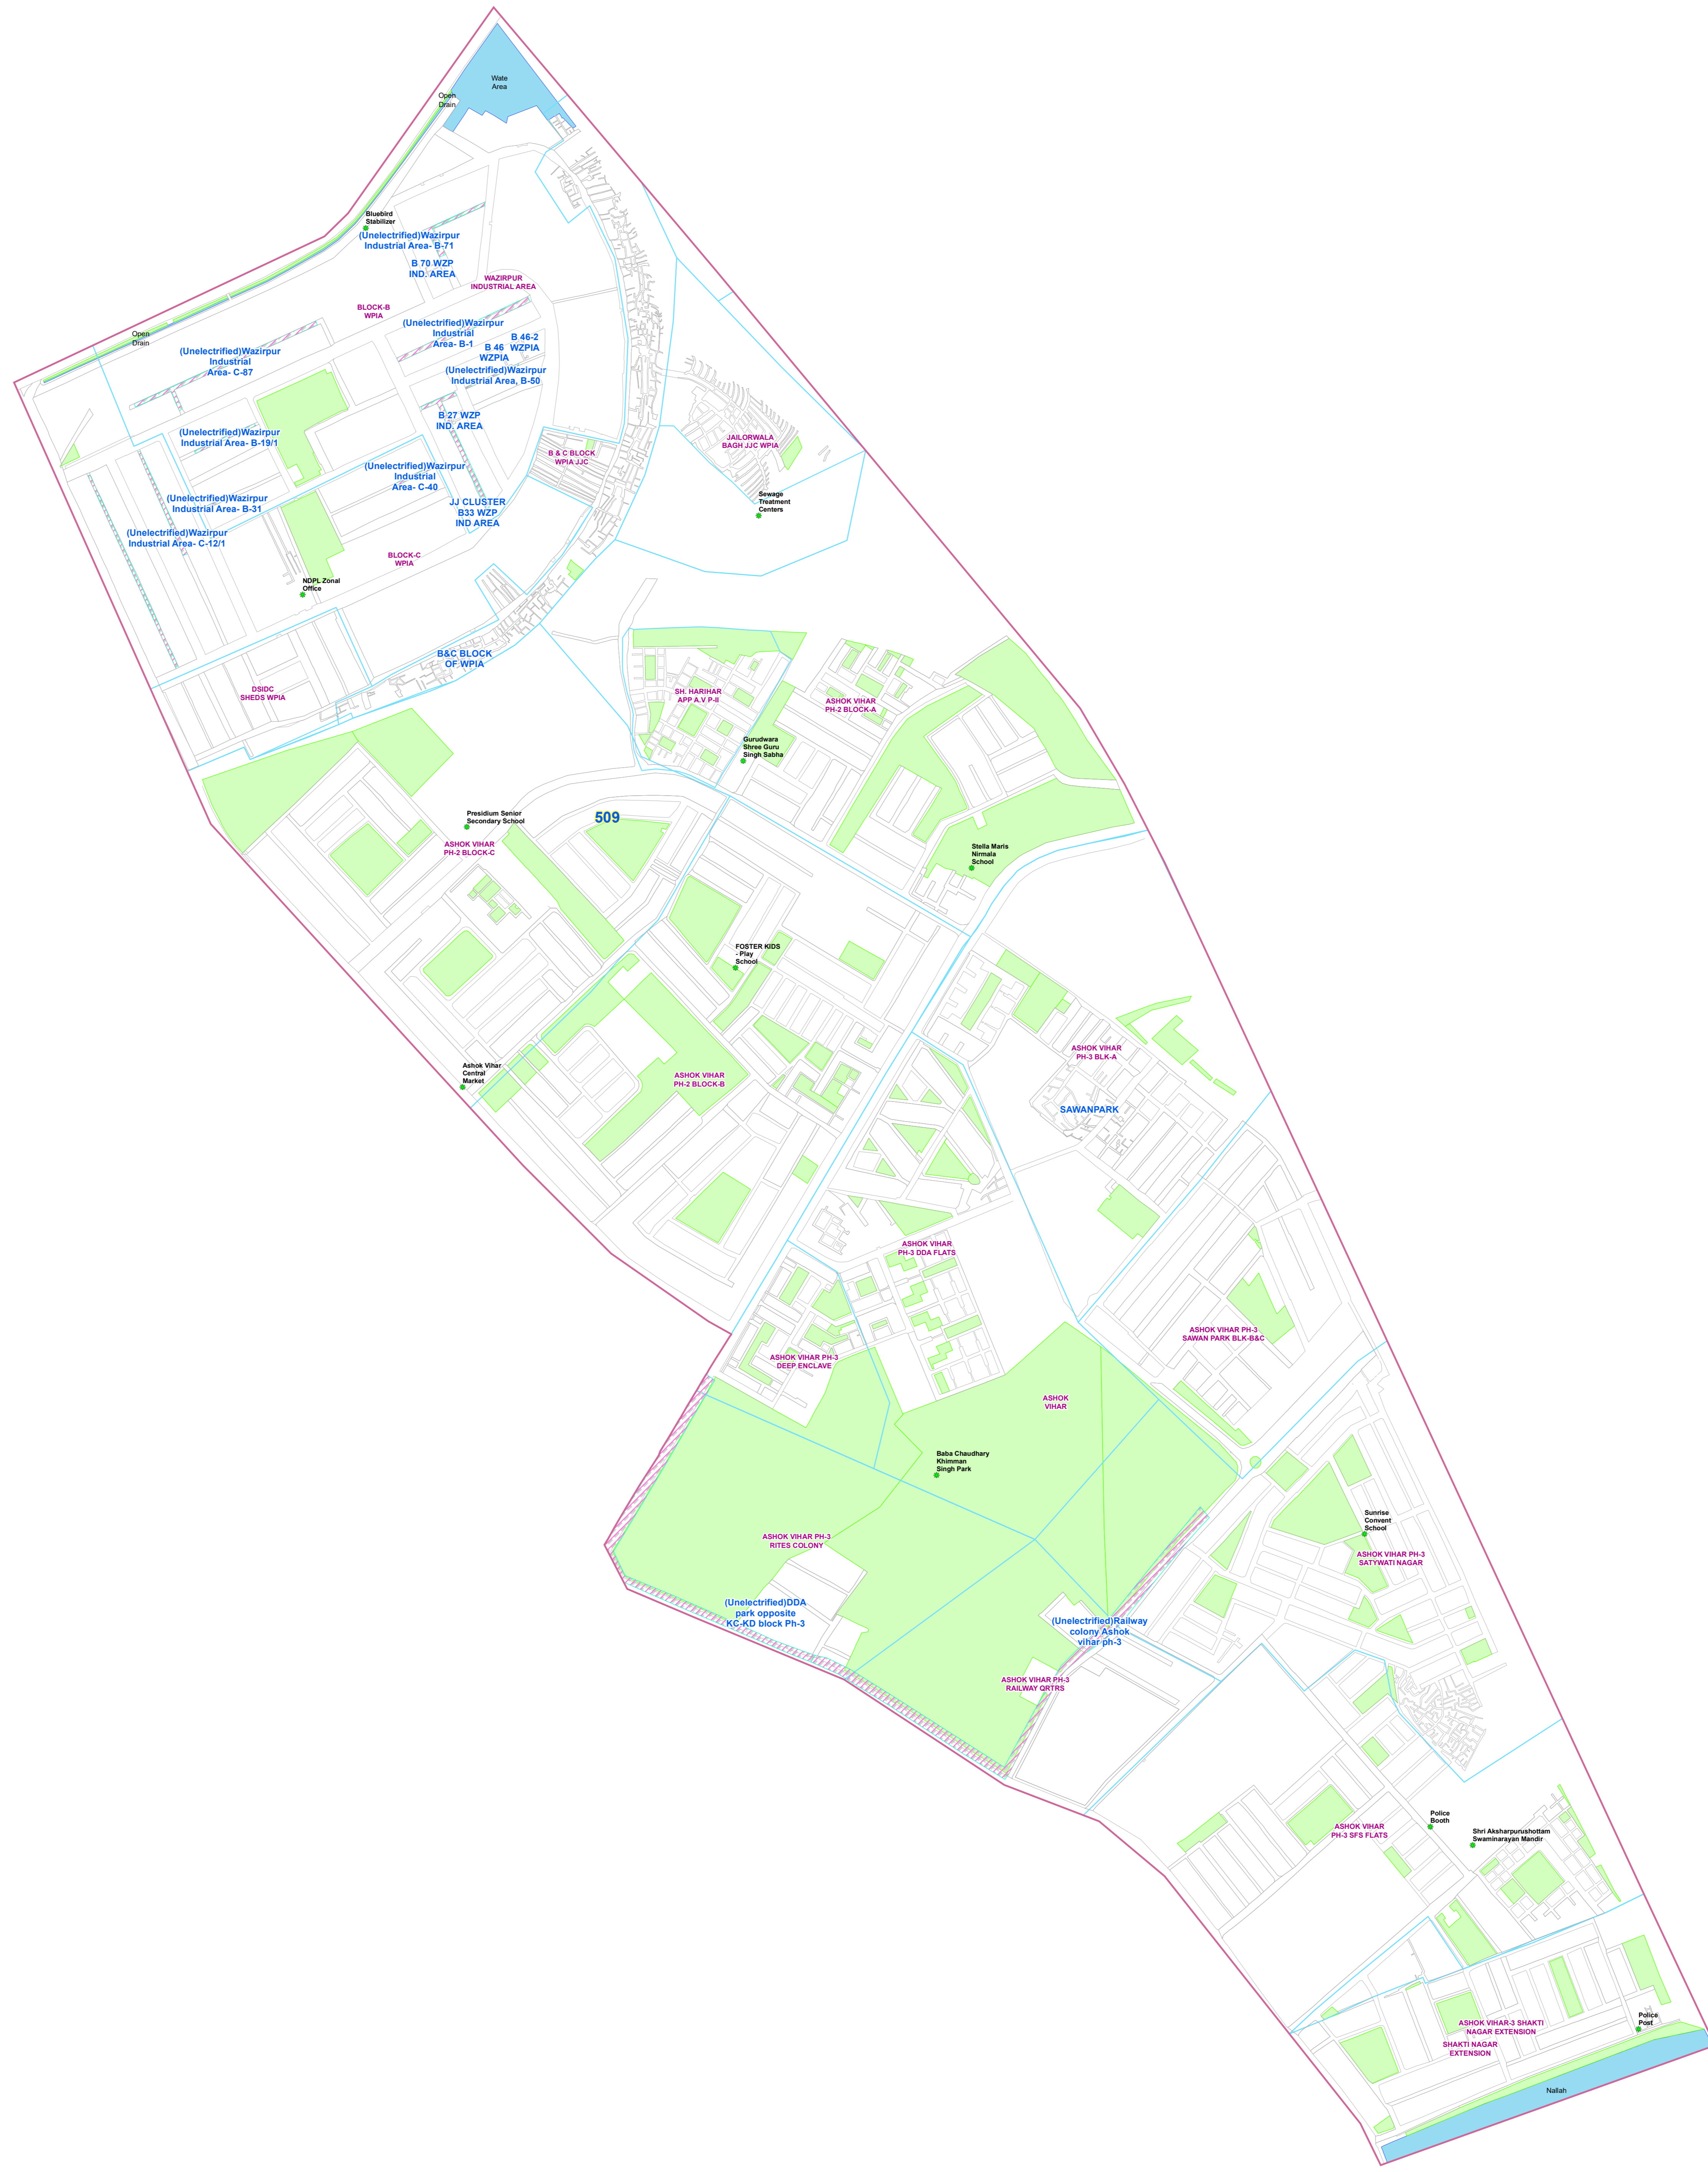 Wate
Area
Open
Drain
Bluebird
Stabilizer
(Unelectrified)Wazirpur
Industrial Area- B-71
B 70 WZP
IND. AREA
WAZIRPUR
INDUSTRIAL AREA
BLOCK-B
WPIA
Open
Drain
(Unelectrified)Wazirpur
Industrial
Area- B-1
B 46-2
WZPIA
B 46
WZPIA
(Unelectrified)Wazirpur
Industrial
Area- C-87
(Unelectrified)Wazirpur
Industrial Area, B-50
B 27 WZP
IND. AREA
(Unelectrified)Wazirpur
Industrial Area- B-19/1
JAILORWALA
BAGH JJC WPIA
B & C BLOCK
WPIA JJC
(Unelectrified)Wazirpur
Industrial
Area- C-40
(Unelectrified)Wazirpur
Industrial Area- B-31
Sewage
Treatment
Centers
JJ CLUSTER
B33 WZP
IND AREA
(Unelectrified)Wazirpur
Industrial Area- C-12/1
BLOCK-C
WPIA
NDPL Zonal
Office
B&C BLOCK
OF WPIA
DSIDC
SHEDS WPIA
SH. HARIHAR
APP A.V P-II
ASHOK VIHAR
PH-2 BLOCK-A
Gurudwara
Shree Guru
Singh Sabha
Presidium Senior
Secondary School
509
ASHOK VIHAR
PH-2 BLOCK-C
Stella Maris
Nirmala
School
FOSTER KIDS
- Play
School
ASHOK VIHAR
PH-3 BLK-A
Ashok Vihar
Central
Market
ASHOK VIHAR
PH-2 BLOCK-B
SAWANPARK
ASHOK VIHAR
PH-3 DDA FLATS
ASHOK VIHAR PH-3
SAWAN PARK BLK-B&C
ASHOK VIHAR PH-3
DEEP ENCLAVE
ASHOK
VIHAR
Baba Chaudhary
Khimman
Singh Park
Sunrise
Convent
School
ASHOK VIHAR PH-3
RITES COLONY
ASHOK VIHAR PH-3
SATYWATI NAGAR
(Unelectrified)DDA
park opposite
KC-KD block Ph-3
(Unelectrified)Railway
colony Ashok
vihar ph-3
ASHOK VIHAR PH-3
RAILWAY QRTRS
Police
Booth
ASHOK VIHAR
PH-3 SFS FLATS
Shri Aksharpurushottam
Swaminarayan Mandir
Police
Post
ASHOK VIHAR-3 SHAKTI
NAGAR EXTENSION
SHAKTI NAGAR
EXTENSION
Nallah